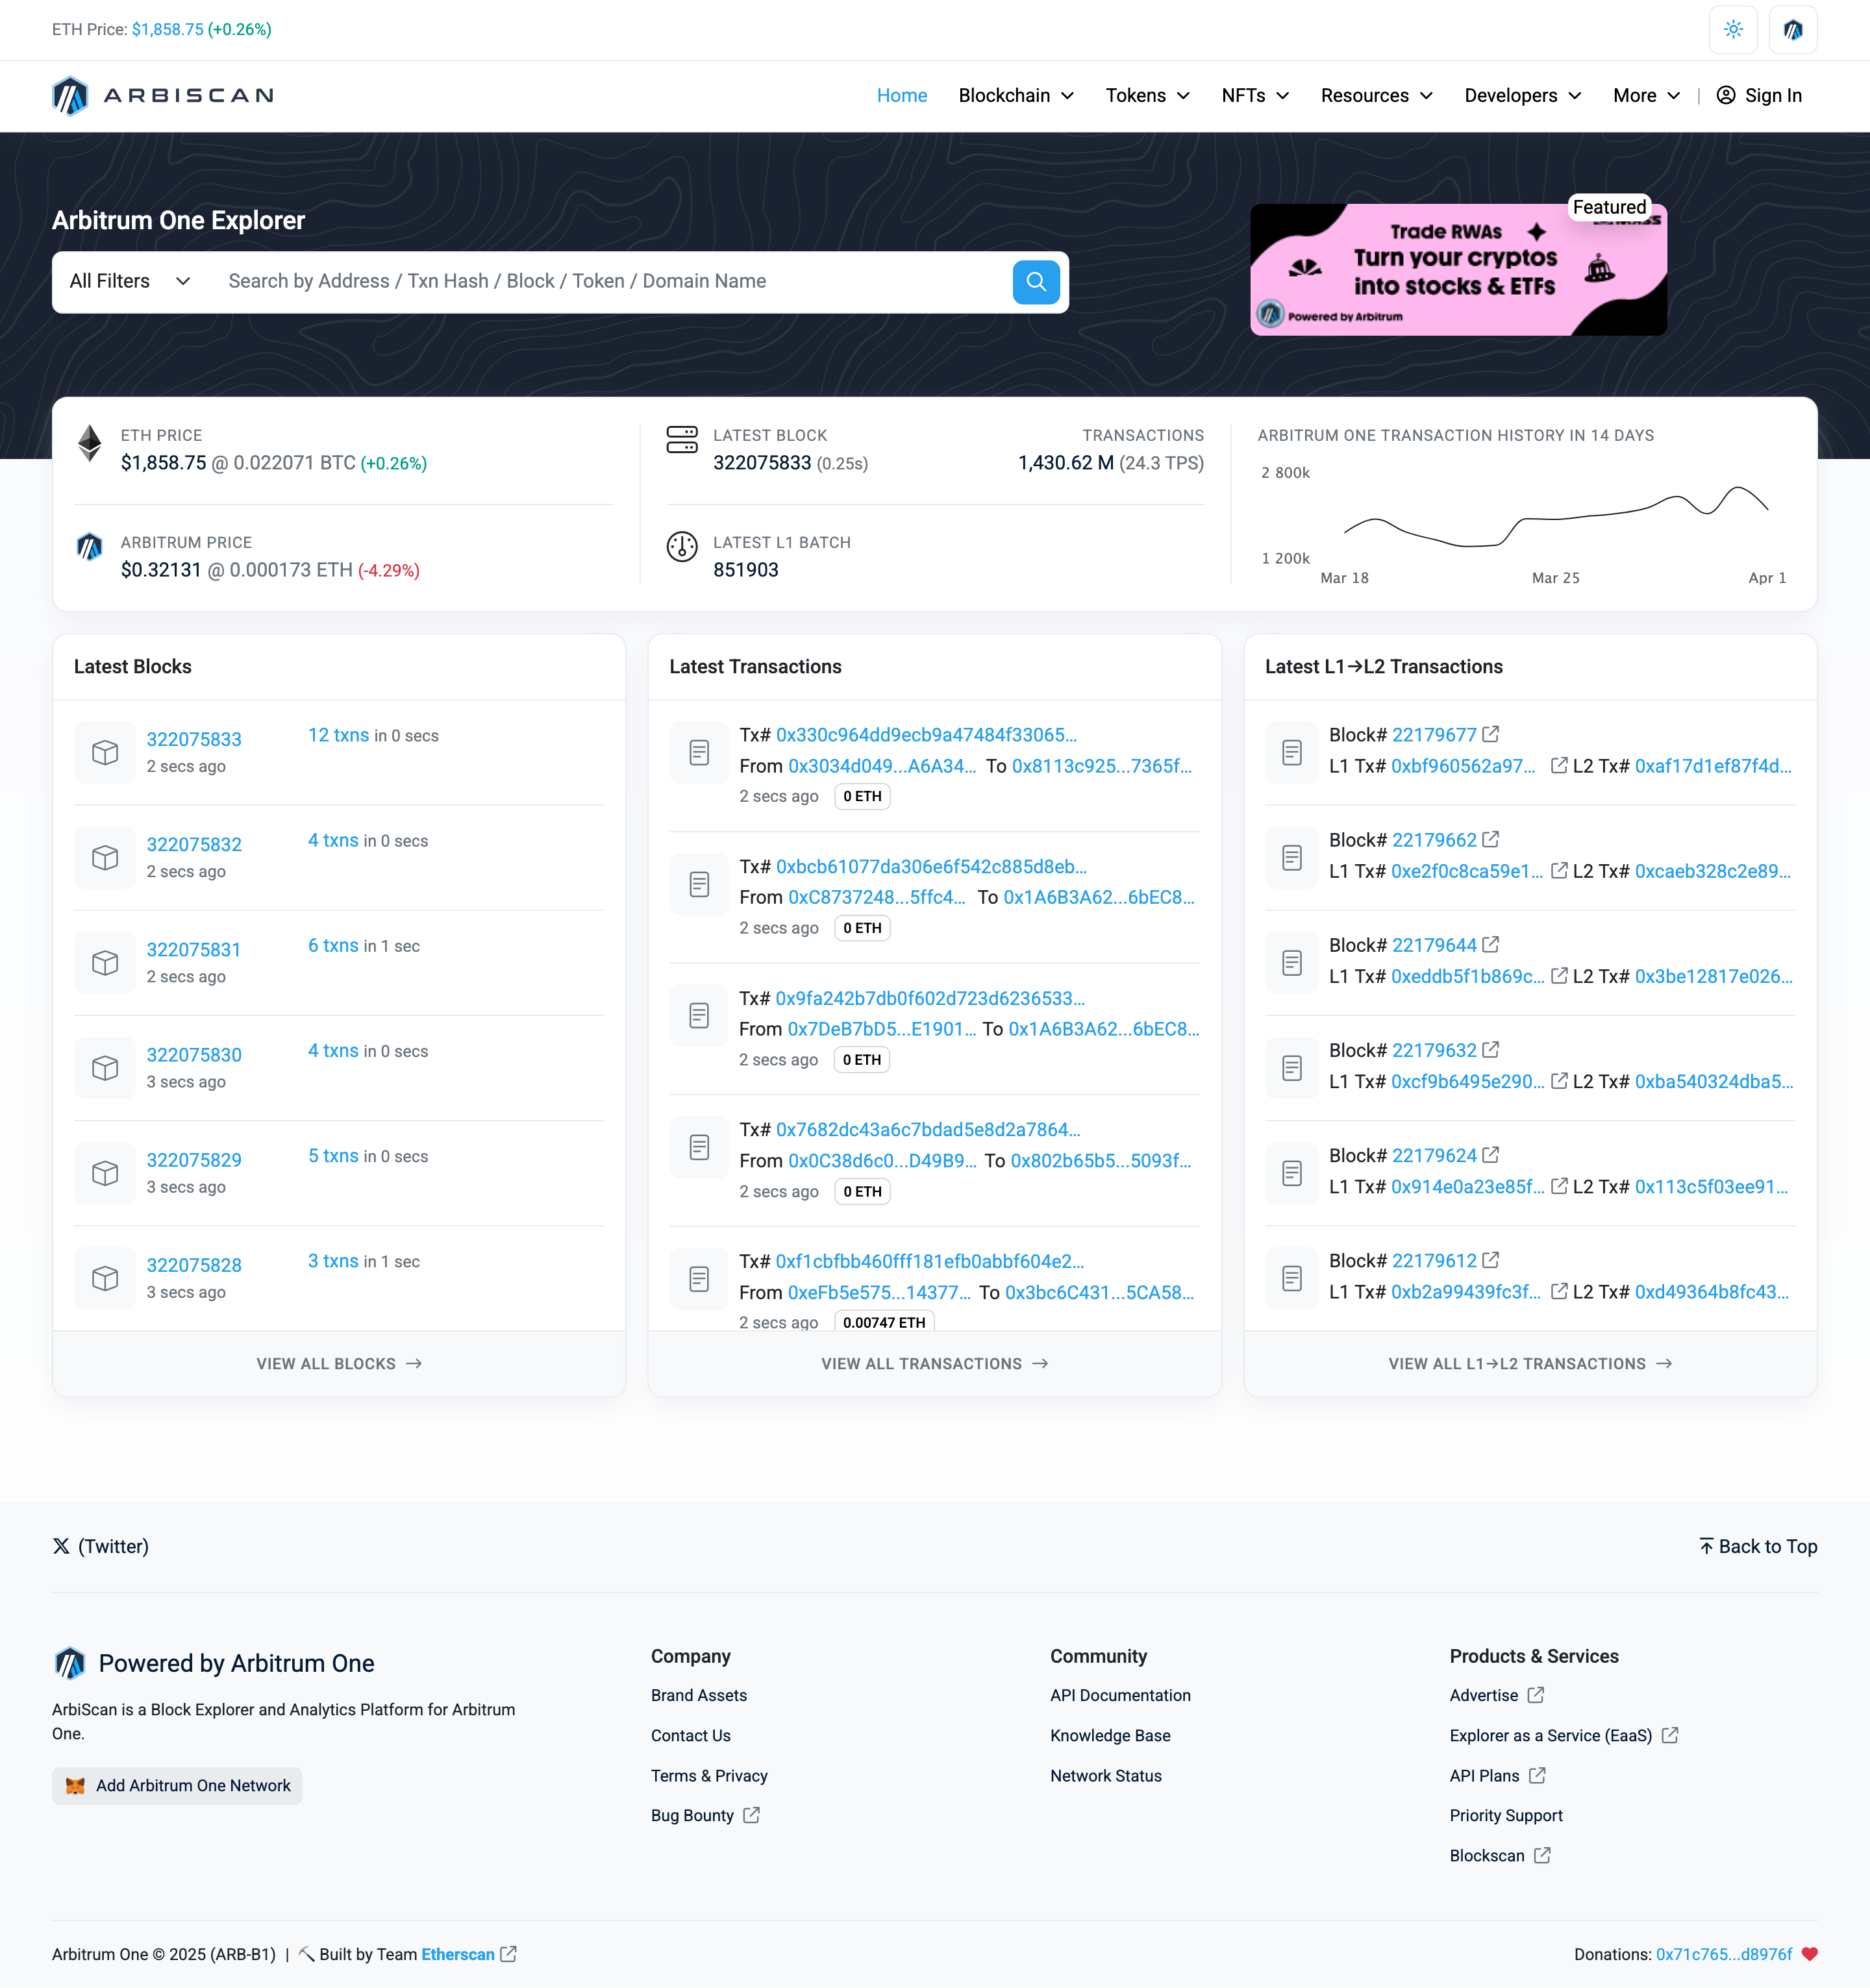 ETH Price: $1,858.75 (+0.26%)
ARBISCAN
Home Blockchain Tokens NFTs Resources Developers More | Sign In
Arbitrum One Explorer
All Filters Search by Address / Txn Hash / Block / Token / Domain Name
Featured
Trade RWAs
Turn your cryptos
into stocks & ETFs
Powered by Arbitrum
ETH PRICE
$1,858.75 @ 0.022071 BTC (+0.26%)
ARBITRUM PRICE
$0.32131 @ 0.000173 ETH (-4.29%)
LATEST BLOCK
322075833 (0.25s)
TRANSACTIONS
1,430.62 M (24.3 TPS)
LATEST L1 BATCH
851903
ARBITRUM ONE TRANSACTION HISTORY IN 14 DAYS
2 800k
1 200k
Mar 18 Mar 25 Apr 1
Latest Blocks
322075833 12 txns in 0 secs
2 secs ago
322075832 4 txns in 0 secs
2 secs ago
322075831 6 txns in 1 sec
2 secs ago
322075830 4 txns in 0 secs
3 secs ago
322075829 5 txns in 0 secs
3 secs ago
322075828 3 txns in 1 sec
3 secs ago
VIEW ALL BLOCKS →
Latest Transactions
Tx# 0x330c964dd9ecb9a47484f33065...
From 0x3034d049...A6A34... To 0x8113c925...7365f...
2 secs ago 0 ETH
Tx# 0xbcb61077da306e6f542c885d8eb...
From 0xC8737248...5ffc4... To 0x1A6B3A62...6bEC8...
2 secs ago 0 ETH
Tx# 0x9fa242b7db0f602d723d6236533...
From 0x7DeB7bD5...E1901... To 0x1A6B3A62...6bEC8...
2 secs ago 0 ETH
Tx# 0x7682dc43a6c7bdad5e8d2a7864...
From 0x0C38d6c0...D49B9... To 0x802b65b5...5093f...
2 secs ago 0 ETH
Tx# 0xf1cbfbb460fff181efb0abbf604e2...
From 0xeFb5e575...14377... To 0x3bc6C431...5CA58...
2 secs ago 0.00747 ETH
VIEW ALL TRANSACTIONS →
Latest L1→L2 Transactions
Block# 22179677
L1 Tx# 0xbf960562a97... L2 Tx# 0xaf17d1ef87f4d...
Block# 22179662
L1 Tx# 0xe2f0c8ca59e1... L2 Tx# 0xcaeb328c2e89...
Block# 22179644
L1 Tx# 0xeddb5f1b869c... L2 Tx# 0x3be12817e026...
Block# 22179632
L1 Tx# 0xcf9b6495e290... L2 Tx# 0xba540324dba5...
Block# 22179624
L1 Tx# 0x914e0a23e85f... L2 Tx# 0x113c5f03ee91...
Block# 22179612
L1 Tx# 0xb2a99439fc3f... L2 Tx# 0xd49364b8fc43...
VIEW ALL L1→L2 TRANSACTIONS →
X (Twitter)
Back to Top
Powered by Arbitrum One
ArbiScan is a Block Explorer and Analytics Platform for Arbitrum
One.
Add Arbitrum One Network
Company
Brand Assets
Contact Us
Terms & Privacy
Bug Bounty
Community
API Documentation
Knowledge Base
Network Status
Products & Services
Advertise
Explorer as a Service (EaaS)
API Plans
Priority Support
Blockscan
Arbitrum One © 2025 (ARB-B1) | Built by Team Etherscan
Donations: 0x71c765...d8976f